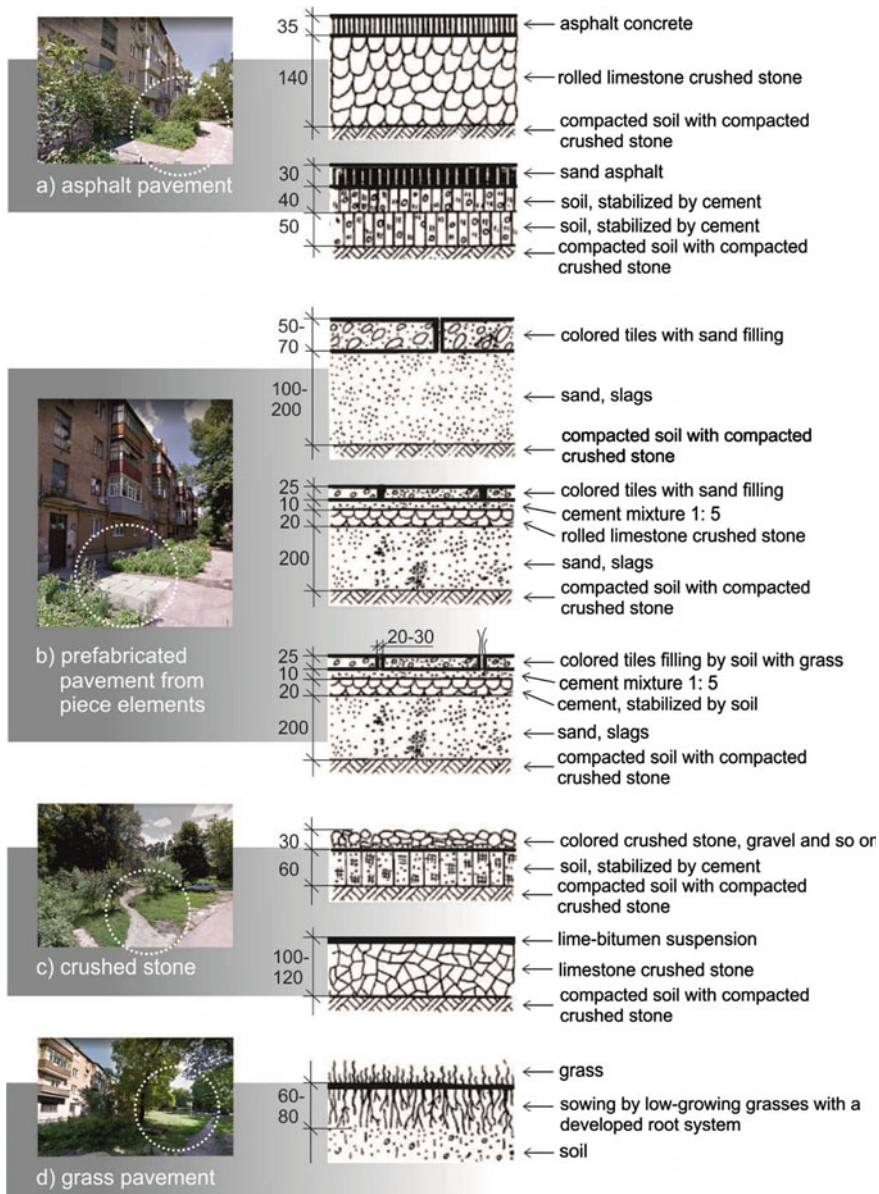 35
140
asphalt concrete
rolled limestone crushed stone
compacted soil with compacted
crushed stone
30
40
50
sand asphalt
soil, stabilized by cement
soil, stabilized by cement
compacted soil with compacted
crushed stone
a) asphalt pavement
50-
70
100-
200
colored tiles with sand filling
sand, slags
compacted soil with compacted
crushed stone
25
10
20
200
colored tiles with sand filling
cement mixture 1: 5
rolled limestone crushed stone
sand, slags
compacted soil with compacted
crushed stone
20-30
25
10
20
200
colored tiles filling by soil with grass
cement mixture 1: 5
cement, stabilized by soil
sand, slags
compacted soil with compacted
crushed stone
b) prefabricated
pavement from
piece elements
30
60
colored crushed stone, gravel and so on
soil, stabilized by cement
compacted soil with compacted
crushed stone
100-
120
lime-bitumen suspension
limestone crushed stone
compacted soil with compacted
crushed stone
c) crushed stone
60-
80
grass
sowing by low-growing grasses with a
developed root system
soil
d) grass pavement